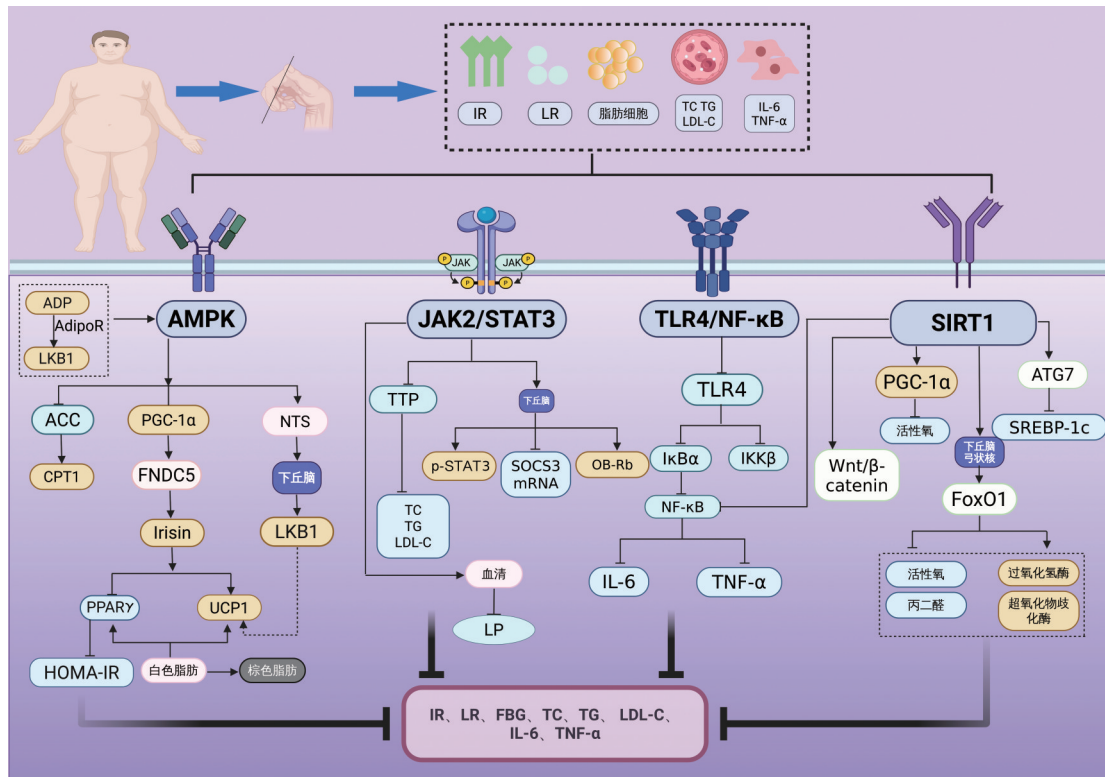 IR
LR
脂肪细胞
TC TG
LDL-C
IL-6
TNF-α
P
JAK
JAK
P
P
P
ADP
AdipoR
LKB1
AMPK
JAK2/STAT3
TLR4/NF-κB
SIRT1
ACC
CPT1
PGC-1α
FNDC5
Irisin
NTS
下丘脑
LKB1
PPARγ
UCP1
HOMA-IR
白色脂肪
棕色脂肪
TTP
TC
TG
LDL-C
下丘脑
p-STAT3
SOCS3
mRNA
OB-Rb
血清
LP
TLR4
IκBα
IKKβ
NF-κB
IL-6
TNF-α
Wnt/β-
catenin
PGC-1α
活性氧
下丘脑
弓状核
FoxO1
ATG7
SREBP-1c
活性氧
丙二醛
过氧化氢酶
超氧化物歧
化酶
IR、LR、FBG、TC、TG、 LDL-C、
IL-6、TNF-α